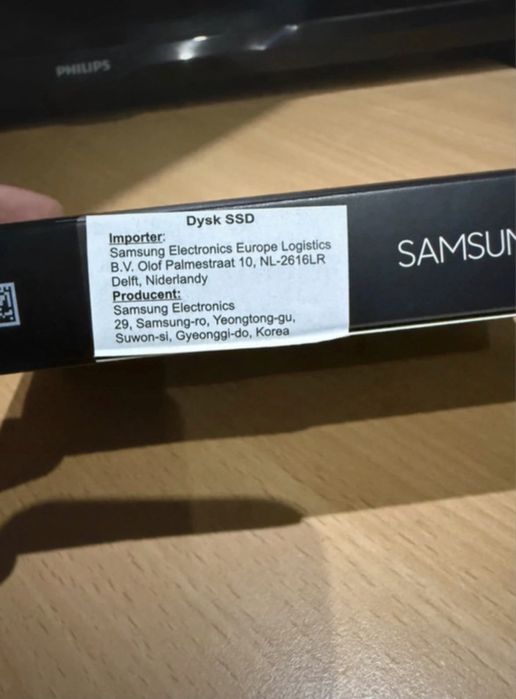 PHILIPS
Dysk SSD
Importer:
Samsung Electronics Europe Logistics
B.V. Olof Palmestraat 10, NL-2616LR
Delft, Niderlandy
Producent:
Samsung Electronics
29, Samsung-ro, Yeongtong-gu,
Suwon-si, Gyeonggi-do, Korea
SAMSUN